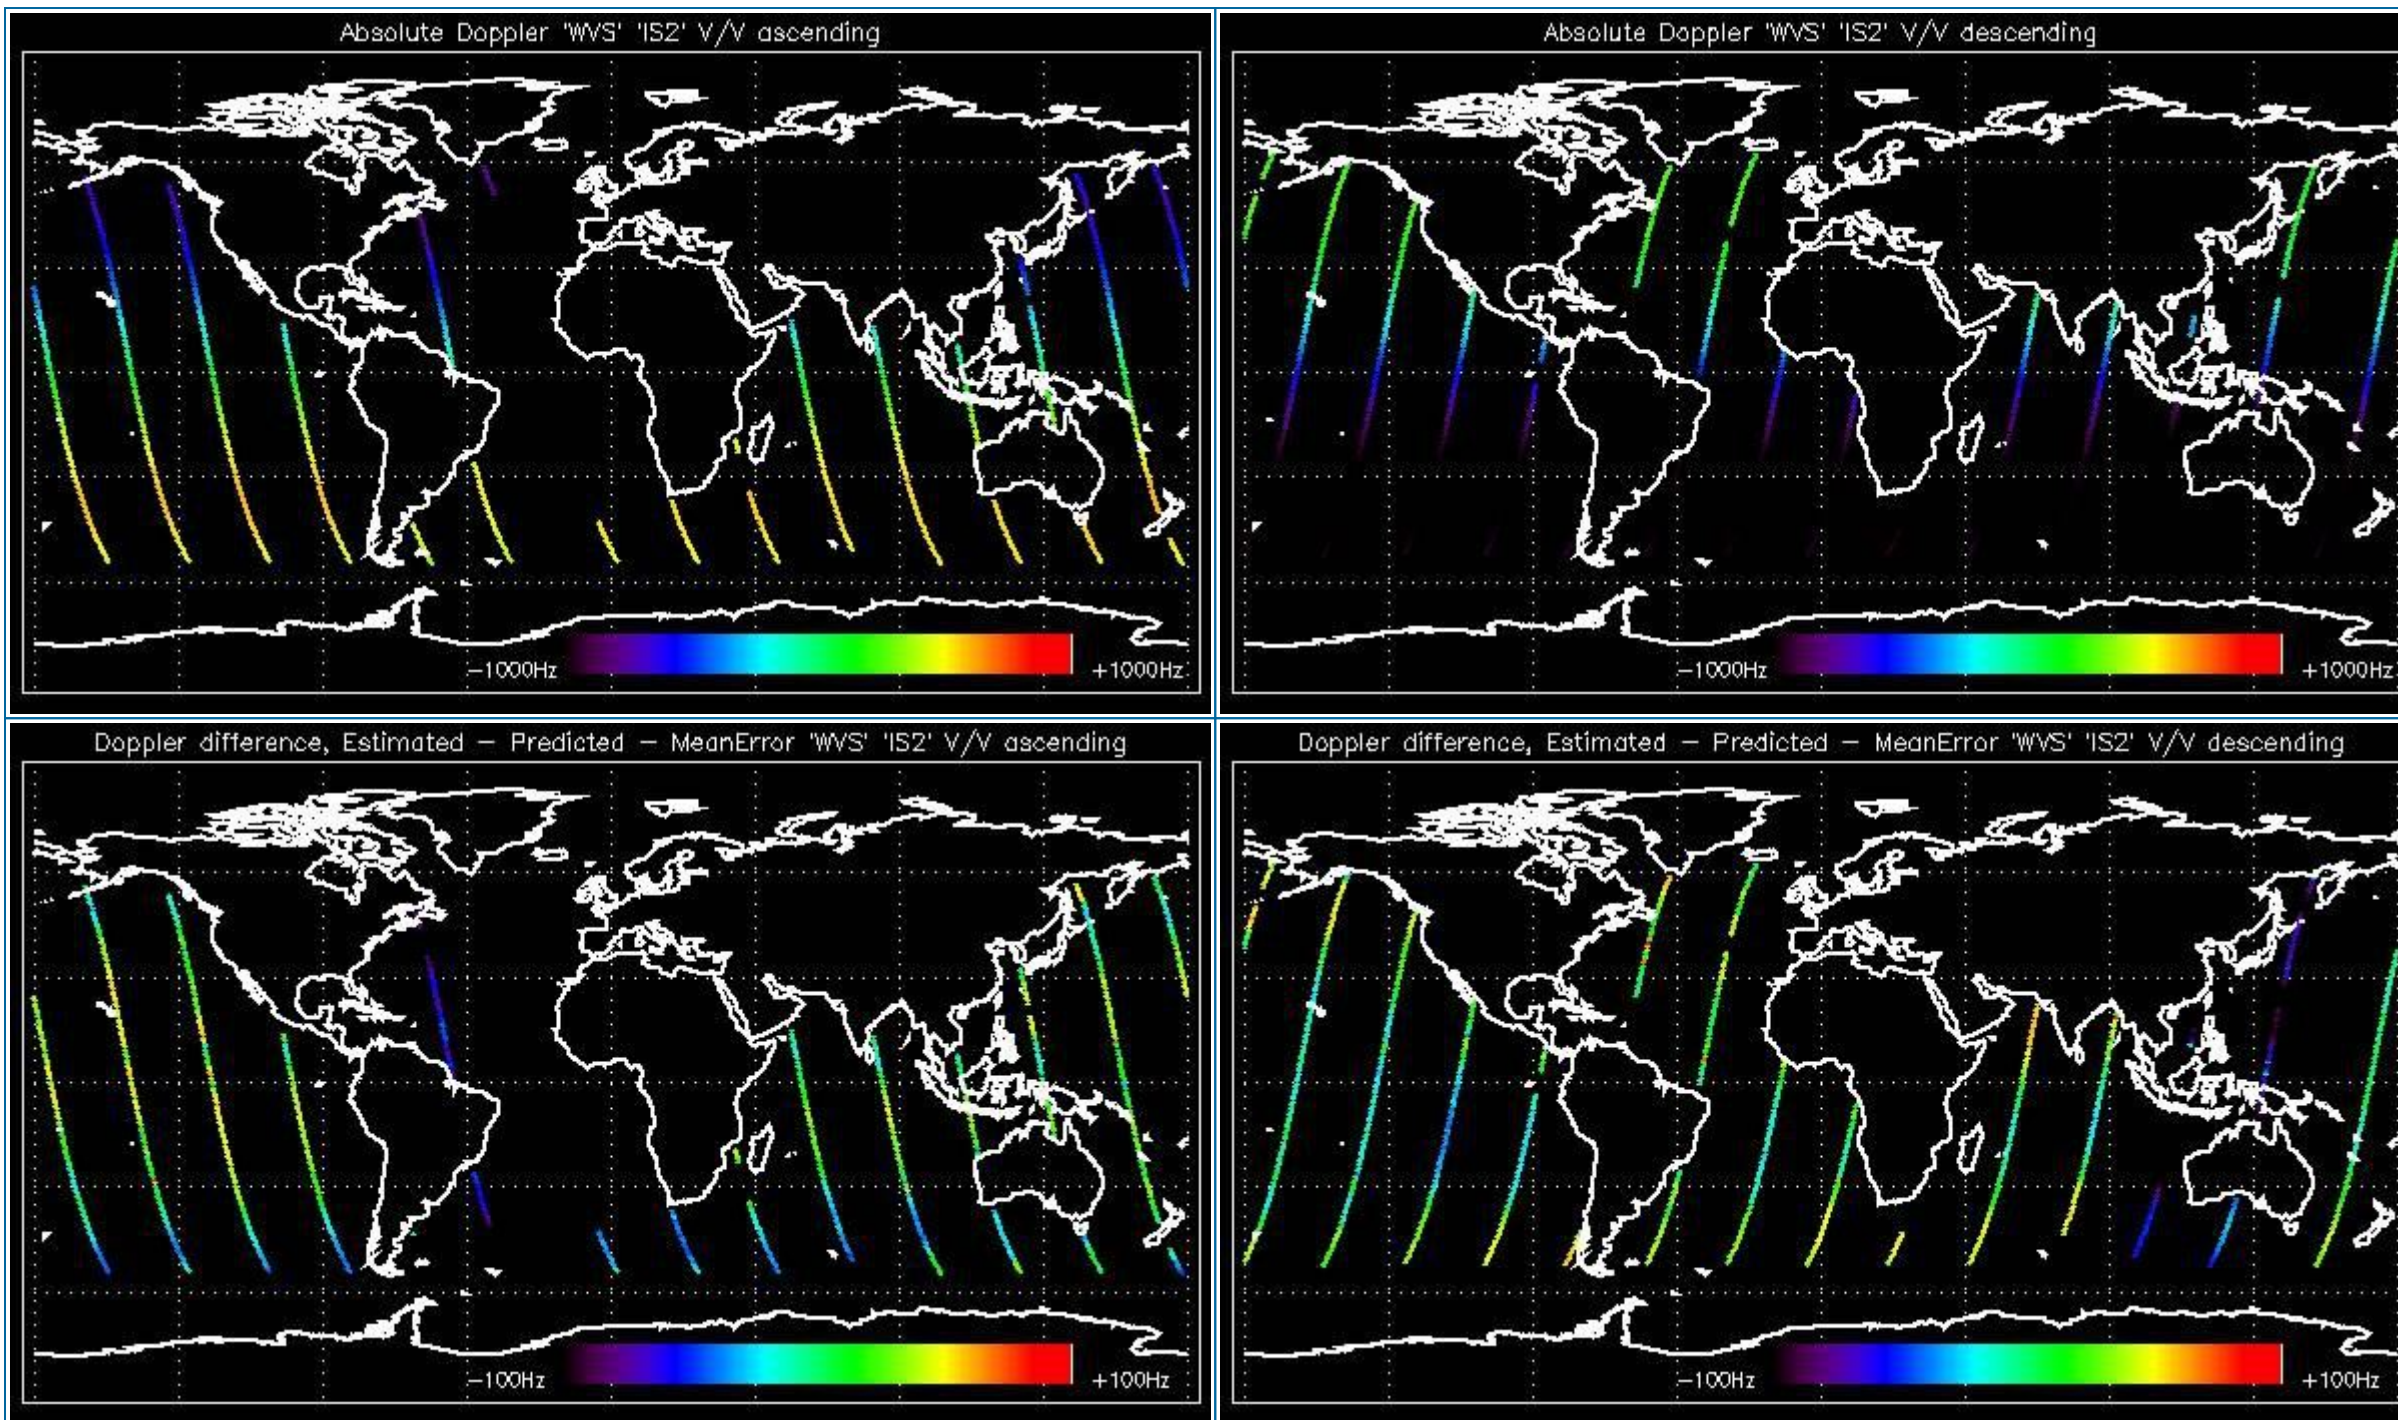 Absolute Doppler 'WVS' 'IS2' V/V ascending
-1000Hz
+1000Hz
Absolute Doppler 'WVS' 'IS2' V/V descending
-1000Hz
+1000Hz
Doppler difference, Estimated - Predicted - MeanError 'WVS' 'IS2' V/V ascending
-100Hz
+100Hz
Doppler difference, Estimated - Predicted - MeanError 'WVS' 'IS2' V/V descending
-100Hz
+100Hz